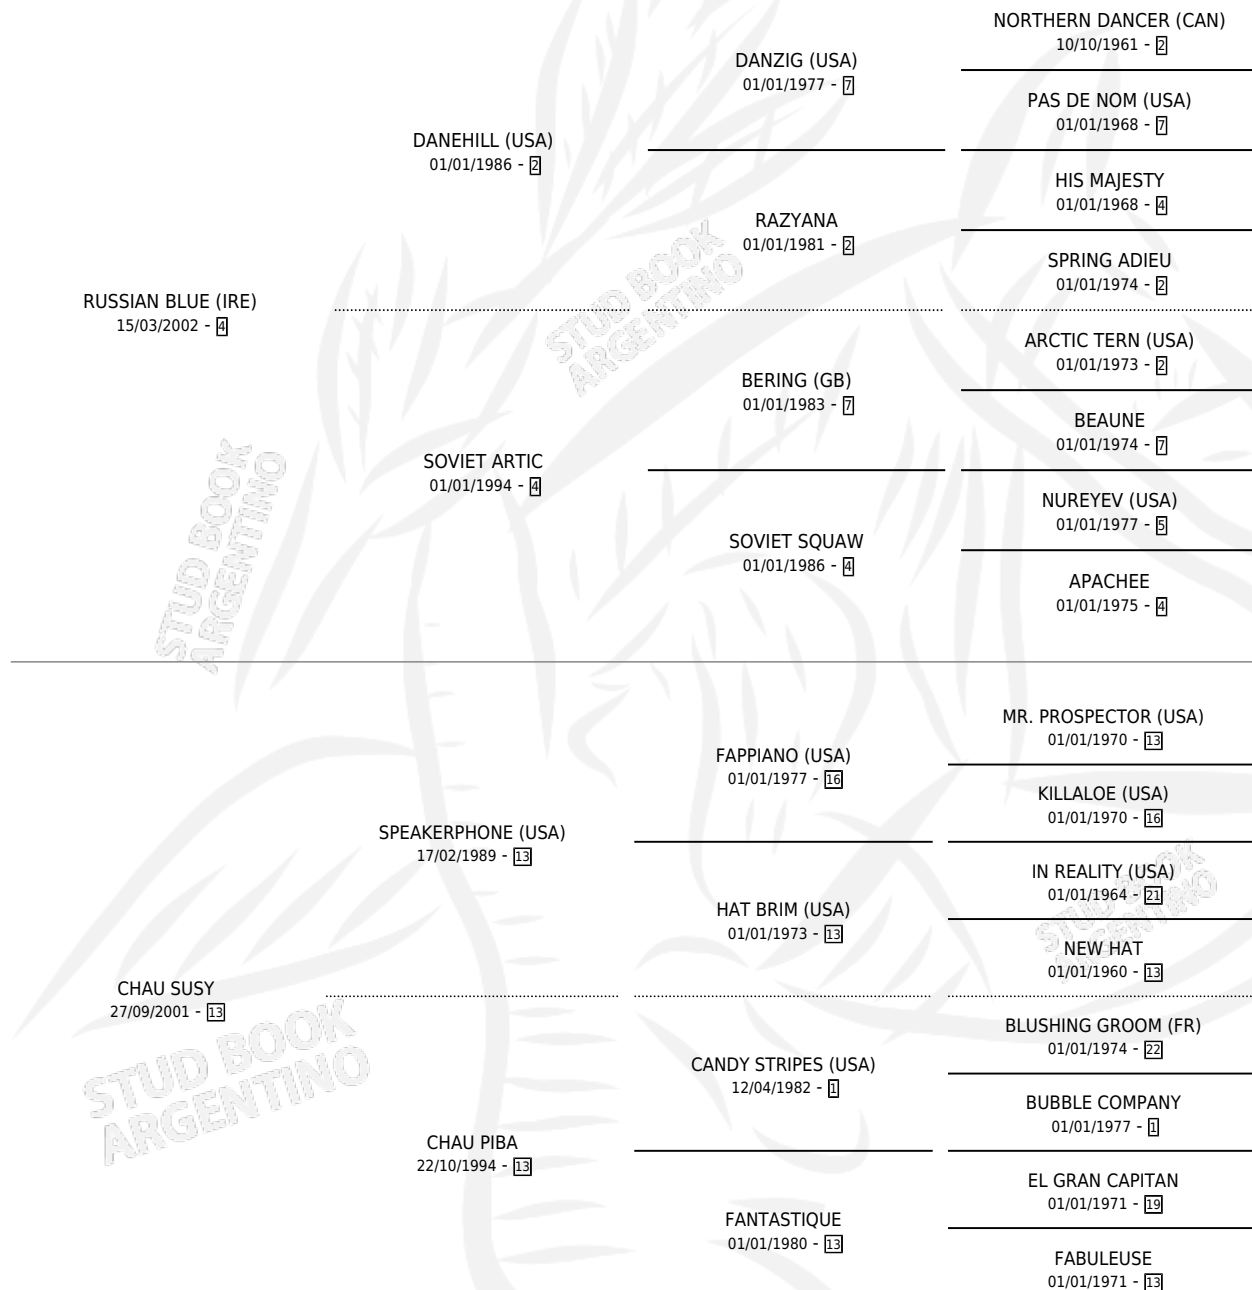 NORTHERN DANCER (CAN)
10/10/1961 - 2
DANZIG (USA)
01/01/1977 - 7
PAS DE NOM (USA)
01/01/1968 - 7
DANEHILL (USA)
01/01/1986 - 2
HIS MAJESTY
01/01/1968 - 4
RAZYANA
01/01/1981 - 2
SPRING ADIEU
01/01/1974 - 2
RUSSIAN BLUE (IRE)
15/03/2002 - 4
ARCTIC TERN (USA)
01/01/1973 - 2
BERING (GB)
01/01/1983 - 7
BEAUNE
01/01/1974 - 7
SOVIET ARTIC
01/01/1994 - 4
NUREYEV (USA)
01/01/1977 - 5
SOVIET SQUAW
01/01/1986 - 4
APACHEE
01/01/1975 - 4
MR. PROSPECTOR (USA)
01/01/1970 - 13
FAPPIANO (USA)
01/01/1977 - 16
KILLALOE (USA)
01/01/1970 - 16
SPEAKERPHONE (USA)
17/02/1989 - 13
IN REALITY (USA)
01/01/1964 - 21
HAT BRIM (USA)
01/01/1973 - 13
NEW HAT
01/01/1960 - 13
CHAU SUSY
27/09/2001 - 13
BLUSHING GROOM (FR)
01/01/1974 - 22
CANDY STRIPES (USA)
12/04/1982 - 1
BUBBLE COMPANY
01/01/1977 - 1
CHAU PIBA
22/10/1994 - 13
EL GRAN CAPITAN
01/01/1971 - 19
FANTASTIQUE
01/01/1980 - 13
FABULEUSE
01/01/1971 - 13
STUD BOOK
ARGENTINO
STUD BOOK
ARGENTINO
STUD BOOK
ARGENTINO
STUD BOOK
ARGENTINO